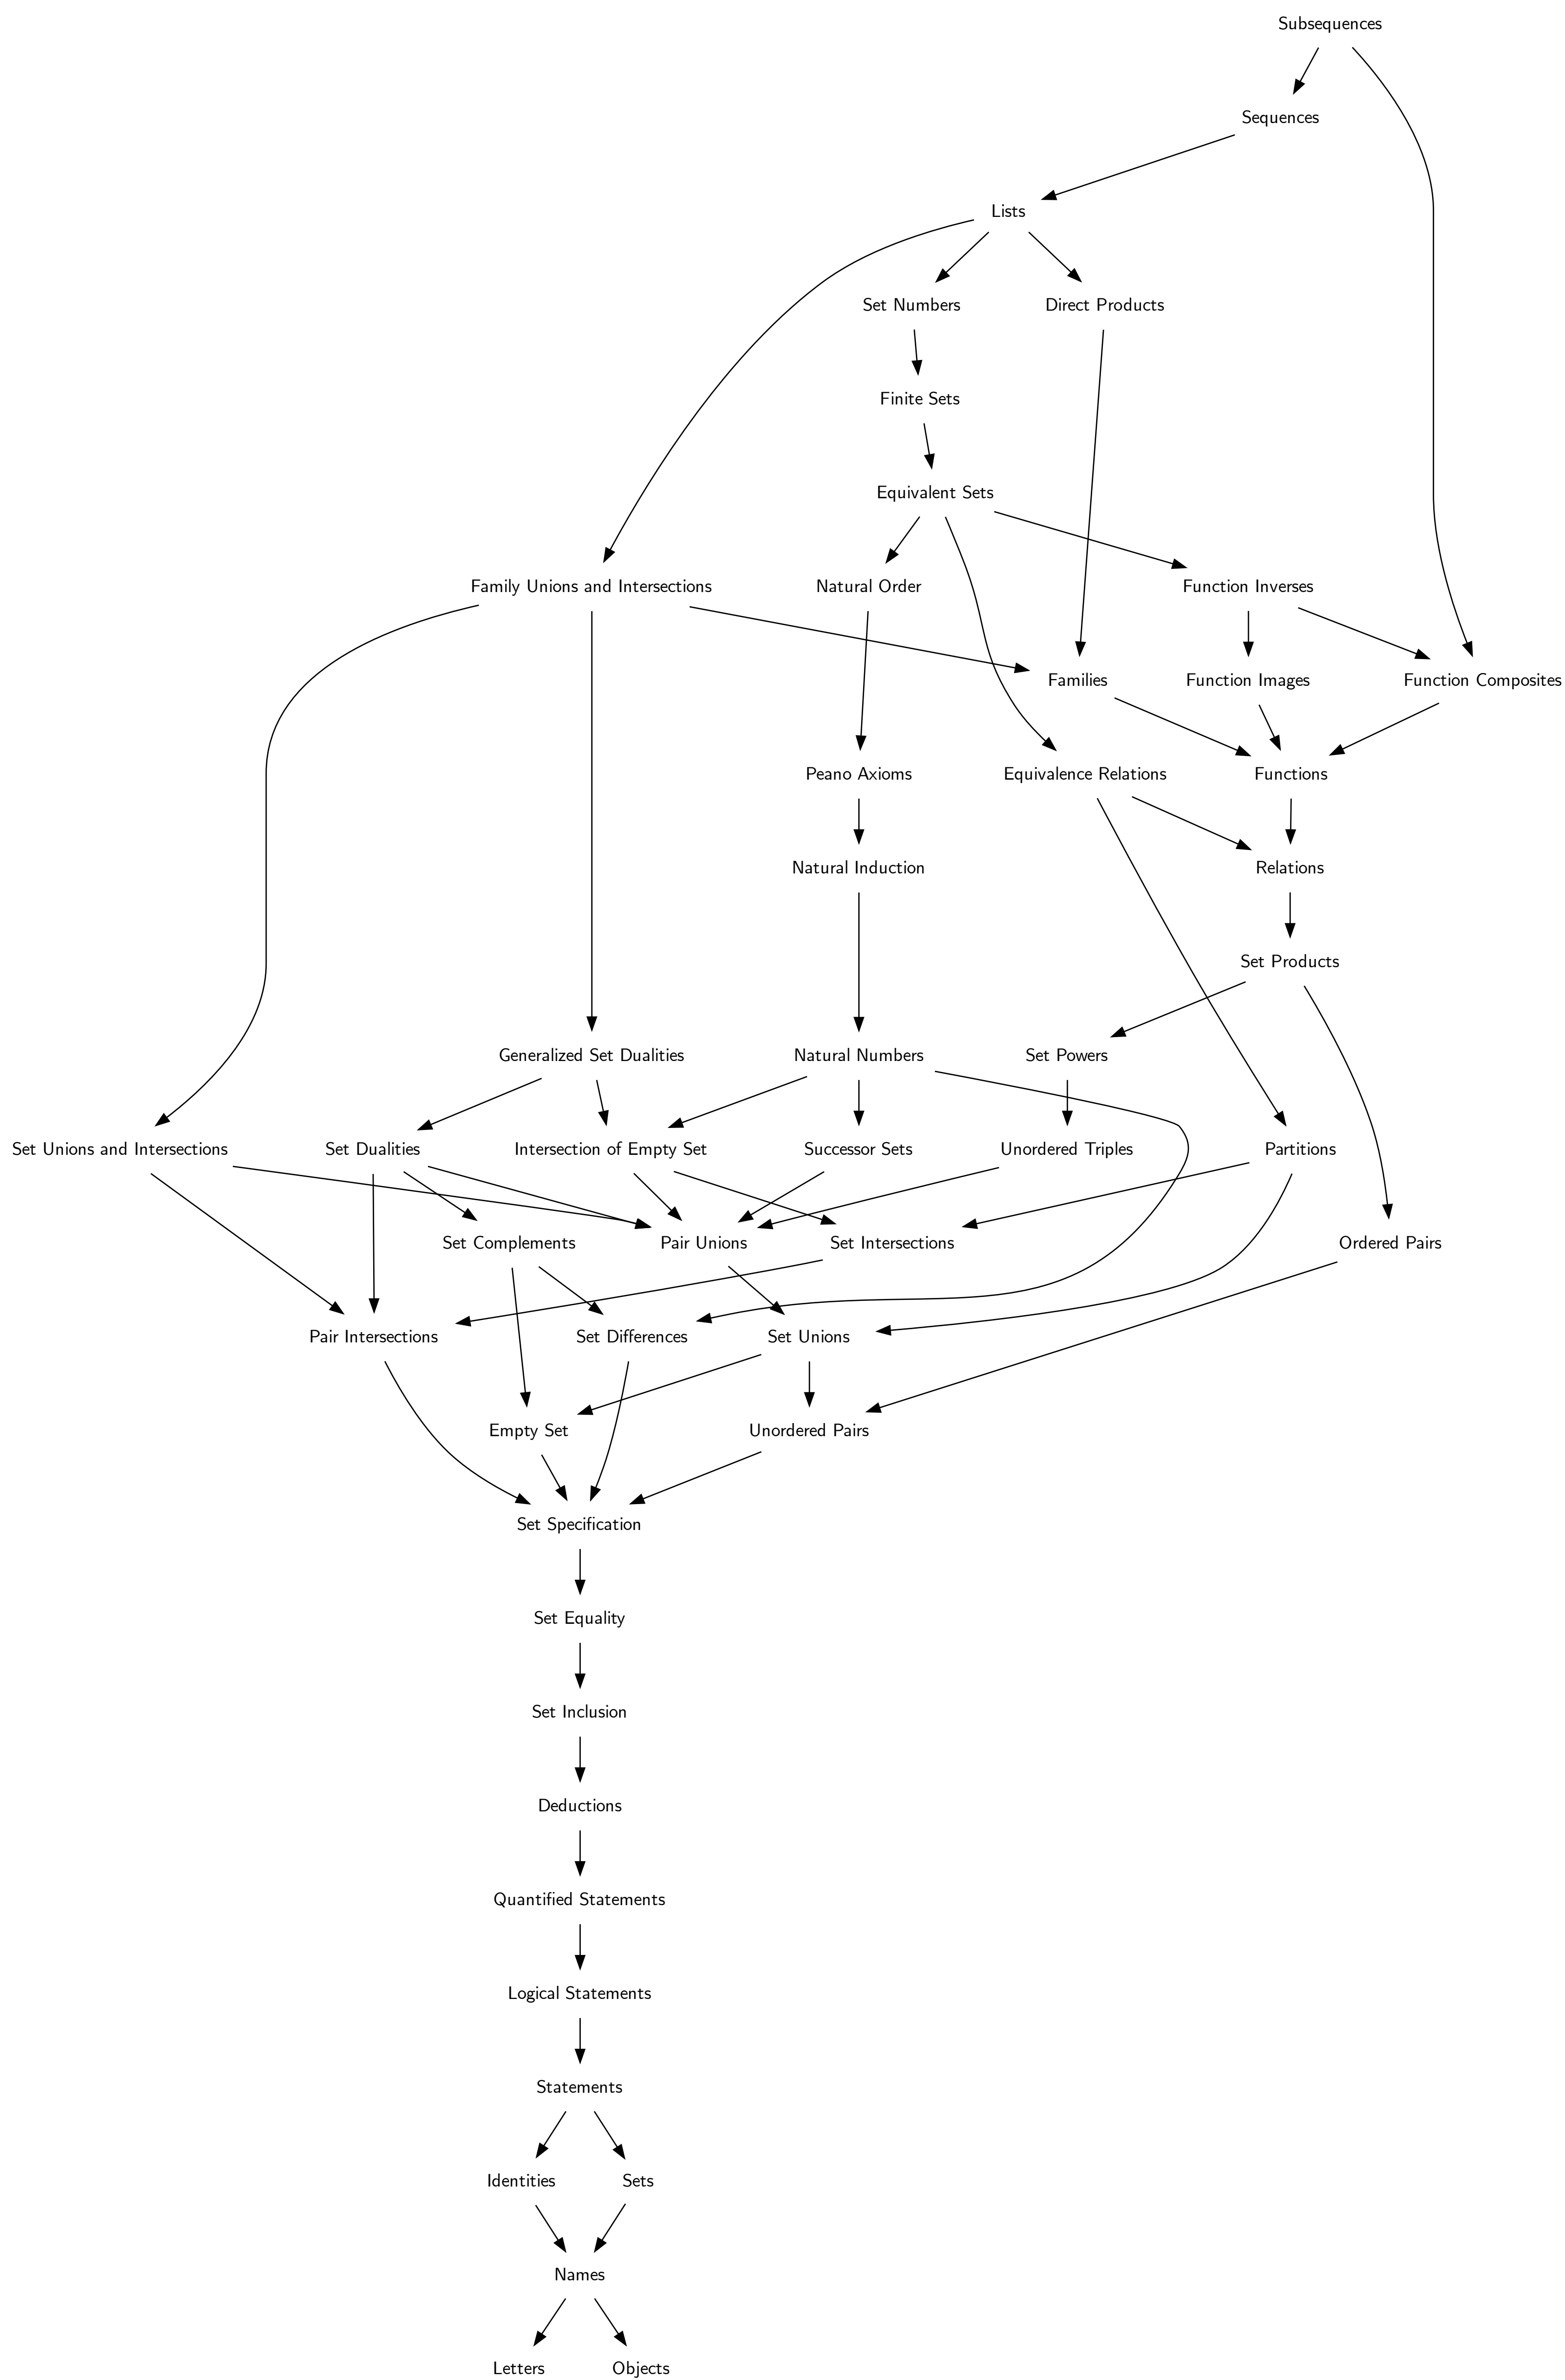 Subsequences
Sequences
Lists
Set Numbers
Direct Products
Finite Sets
Equivalent Sets
Family Unions and Intersections
Natural Order
Function Inverses
Families
Function Images
Function Composites
Peano Axioms
Equivalence Relations
Functions
Natural Induction
Relations
Set Products
Generalized Set Dualities
Natural Numbers
Set Powers
Set Unions and Intersections
Set Dualities
Intersection of Empty Set
Successor Sets
Unordered Triples
Partitions
Set Complements
Pair Unions
Set Intersections
Ordered Pairs
Pair Intersections
Set Differences
Set Unions
Empty Set
Unordered Pairs
Set Specification
Set Equality
Set Inclusion
Deductions
Quantified Statements
Logical Statements
Statements
Identities
Sets
Names
Letters
Objects